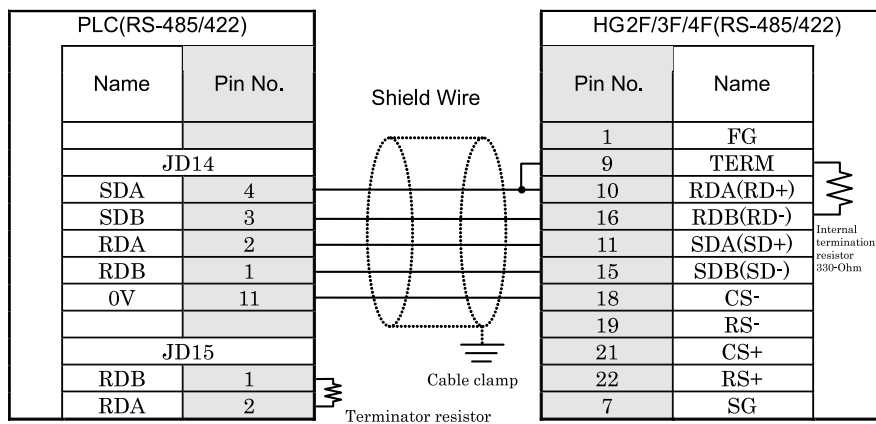 PLC(RS-485/422)
HG2F/3F/4F(RS-485/422)
Name Pin No. Shield Wire Pin No. Name
1 FG
JD14 9 TERM
SDA 4 10 RDA(RD+)
SDB 3 16 RDB(RD-)
RDA 2 11 SDA(SD+)
RDB 1 15 SDB(SD-)
0V 11 18 CS-
19 RS-
JD15 21 CS+
RDB 1 22 RS+
RDA 2 7 SG
Internal
termination
resistor
330-Ohm
Cable clamp
Terminator resistor